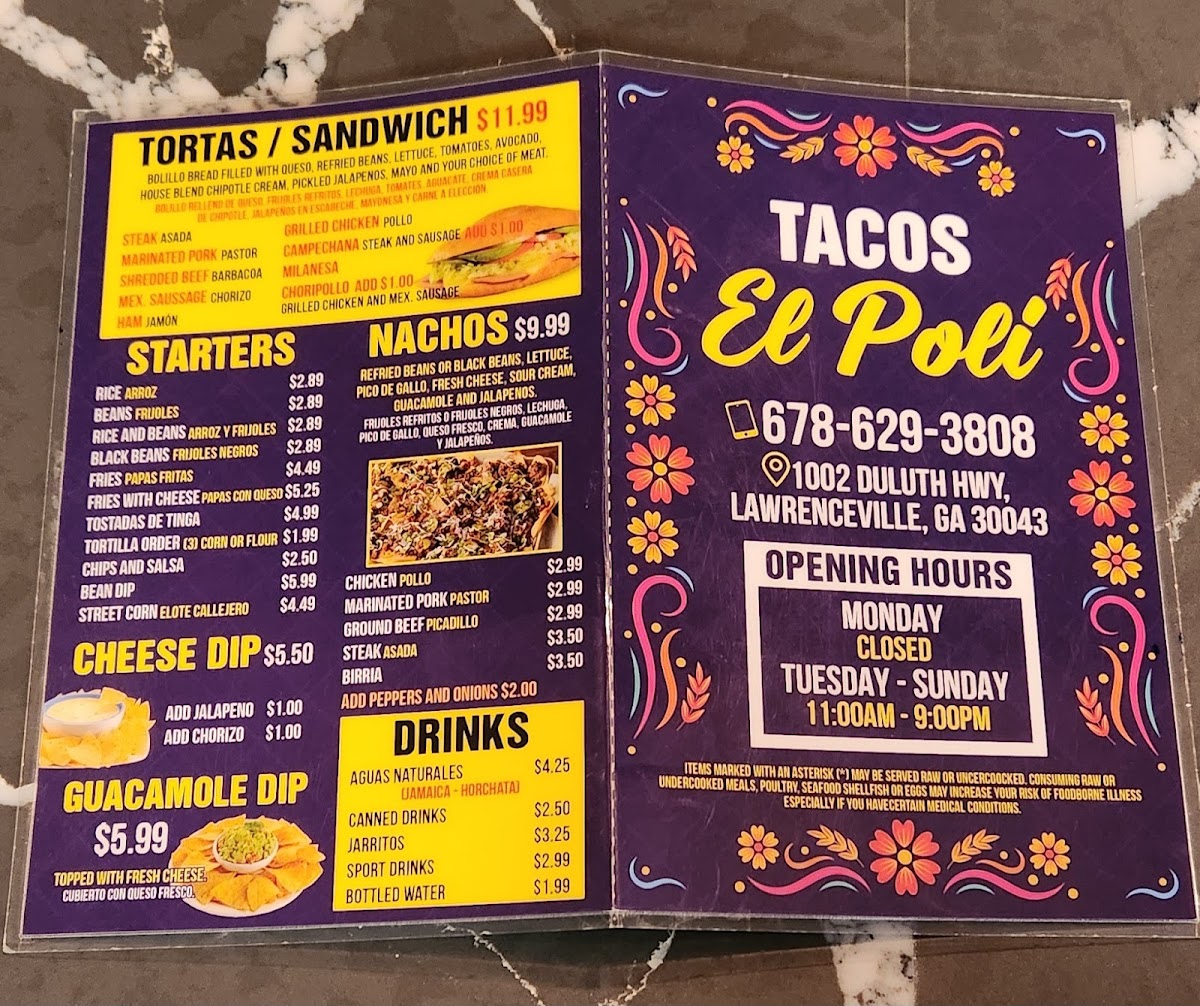 TORTAS / SANDWICH $11.99
BOLILLO BREAD FILLED WITH QUESO, REFRIED BEANS, LETTUCE, TOMATOES, AVOCADO,
HOUSE BLEND CHIPOTLE CREAM, PICKLED JALAPENOS, MAYO AND YOUR CHOICE OF MEAT.
BOLILLO RELLENO DE QUESO, FRIJOLES REFRITOS, LECHUGA, TOMATES, AGUACATE, CREMA CASERA
DE CHIPOTLE, JALAPEÑOS EN ESCABECHE, MAYONESA Y CARNE A ELECCIÓN.
STEAK ASADA
MARINATED PORK PASTOR
SHREDDED BEEF BARBACOA
MEX. SAUSSAGE CHORIZO
HAM JAMÓN
GRILLED CHICKEN POLLO
CAMPECHANA STEAK AND SAUSAGE ADD $1.00
MILANESA
CHORIPOLLO ADD $1.00
GRILLED CHICKEN AND MEX. SAUSAGE
STARTERS
RICE ARROZ $2.89
BEANS FRIJOLES $2.89
RICE AND BEANS ARROZ Y FRIJOLES $2.89
BLACK BEANS FRIJOLES NEGROS $2.89
FRIES PAPAS FRITAS $4.49
FRIES WITH CHEESE PAPAS CON QUESO $5.25
TOSTADAS DE TINGA $4.99
TORTILLA ORDER (3) CORN OR FLOUR $1.99
CHIPS AND SALSA $2.50
BEAN DIP $5.99
STREET CORN ELOTE CALLEJERO $4.49
CHEESE DIP $5.50
ADD JALAPENO $1.00
ADD CHORIZO $1.00
GUACAMOLE DIP
$5.99
TOPPED WITH FRESH CHEESE.
CUBIERTO CON QUESO FRESCO.
NACHOS $9.99
REFRIED BEANS OR BLACK BEANS, LETTUCE,
PICO DE GALLO, FRESH CHEESE, SOUR CREAM,
GUACAMOLE AND JALAPENOS.
FRIJOLES REFRITOS O FRIJOLES NEGROS, LECHUGA,
PICO DE GALLO, QUESO FRESCO, CREMA, GUACAMOLE
Y JALAPEÑOS.
CHICKEN POLLO $2.99
MARINATED PORK PASTOR $2.99
GROUND BEEF PICADILLO $2.99
STEAK ASADA $3.50
BIRRIA $3.50
ADD PEPPERS AND ONIONS $2.00
DRINKS
AGUAS NATURALES $4.25
(JAMAICA - HORCHATA)
CANNED DRINKS $2.50
JARRITOS $3.25
SPORT DRINKS $2.99
BOTTLED WATER $1.99
TACOS
El Poli
678-629-3808
1002 DULUTH HWY,
LAWRENCEVILLE, GA 30043
OPENING HOURS
MONDAY
CLOSED
TUESDAY - SUNDAY
11:00AM - 9:00PM
ITEMS MARKED WITH AN ASTERISK (*) MAY BE SERVED RAW OR UNCERCOOCKED. CONSUMING RAW OR
UNDERCOOKED MEALS, POULTRY, SEAFOOD SHELLFISH OR EGGS MAY INCREASE YOUR RISK OF FOODBORNE ILLNESS
ESPECIALLY IF YOU HAVECERTAIN MEDICAL CONDITIONS.